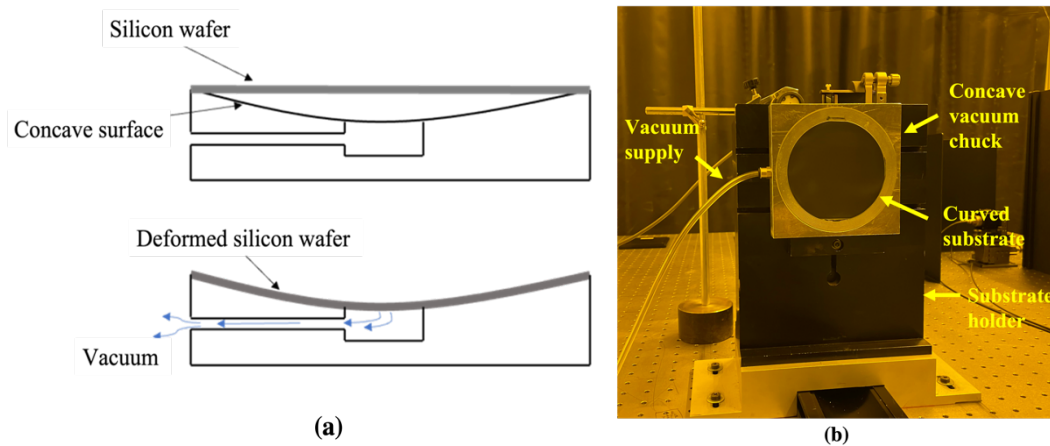 Silicon wafer
Concave surface
Deformed silicon wafer
Vacuum
(a)
Vacuum
supply
Concave
vacuum
chuck
Curved
substrate
Substrate
holder
(b)